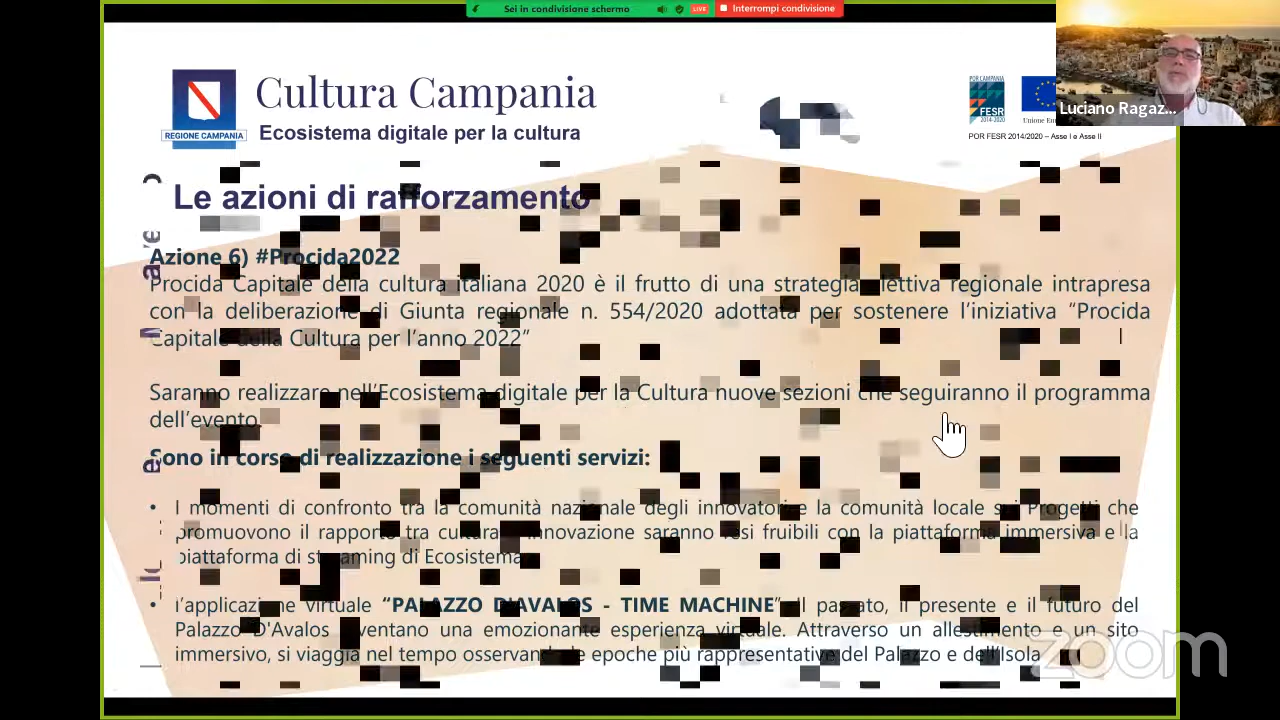 Sei in condivisione schermo
LIVE
Interrompi condivisione
Luciano Ragaz...
REGIONE CAMPANIA
Cultura Campania
Ecosistema digitale per la cultura
POR CAMPANIA
FESR
2014-2020
POR FESR 2014/2020 – Asse I e Asse II
Le azioni di rafforzamento
Azione 6) #Procida2022
Procida Capitale della cultura italiana 2020 è il frutto di una strategia elettiva regionale intrapresa
con la deliberazione di Giunta regionale n. 554/2020 adottata per sostenere l’iniziativa “Procida
Capitale della Cultura per l’anno 2022”
Saranno realizzare nell’Ecosistema digitale per la Cultura nuove sezioni che seguiranno il programma
dell’evento.
Sono in corso di realizzazione i seguenti servizi:
• I momenti di confronto tra la comunità nazionale degli innovatori e la comunità locale sui Progetti che
promuovono il rapporto tra cultura innovazione saranno resi fruibili con la piattaforma immersiva e la
piattaforma di streaming di Ecosistema
• l’applicazione virtuale “PALAZZO D'AVALOS - TIME MACHINE” Il passato, il presente e il futuro del
Palazzo D'Avalos diventano una emozionante esperienza virtuale. Attraverso un allestimento e un sito
immersivo, si viaggia nel tempo osservando le epoche più rappresentative del Palazzo e dell’Isola
zoom